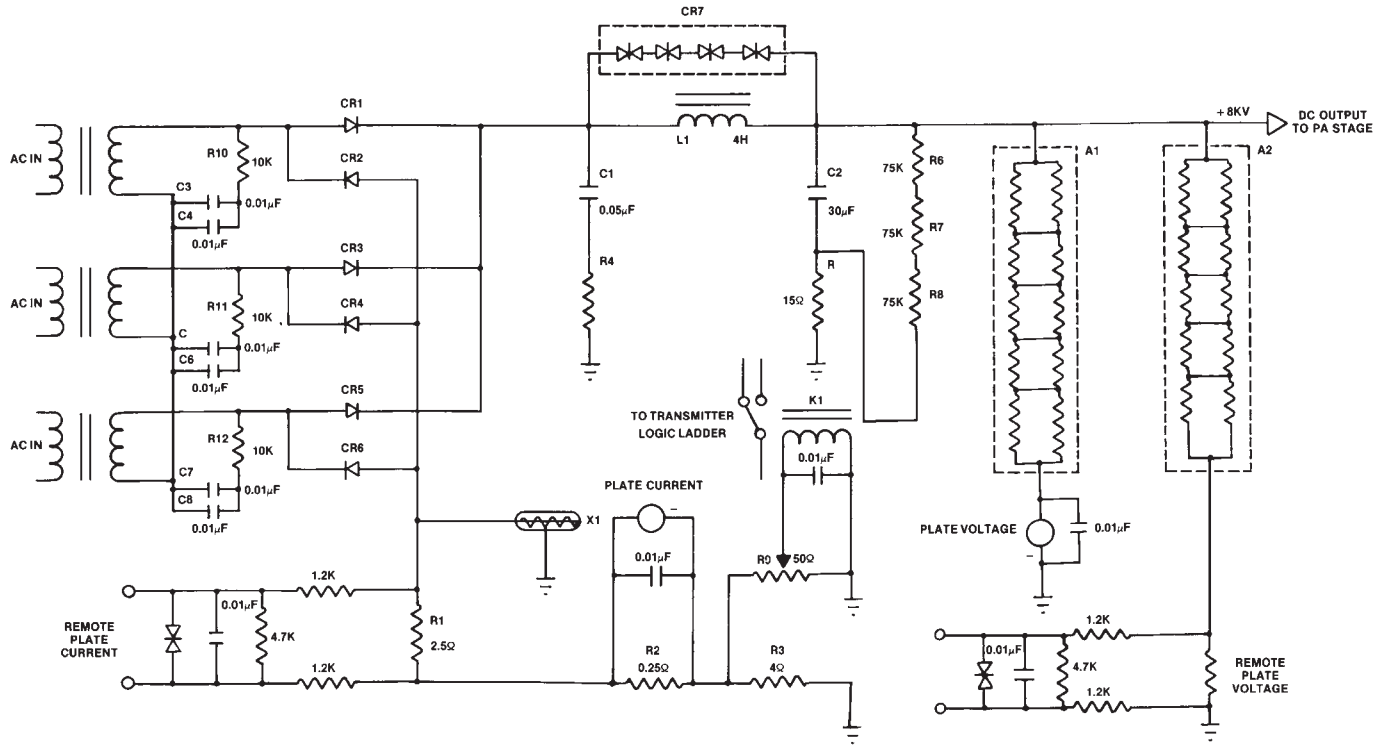 CR7
+8KV
DC OUTPUT
TO PA STAGE
CR1
L1 4H
A1
A2
AC IN
R10
10K
CR2
R6
75K
C3
0.01μF
C4
0.01μF
C1
0.05μF
C2
30μF
R7
75K
CR3
R4
R
15Ω
R8
75K
AC IN
R11
10K
CR4
C
0.01μF
C6
0.01μF
CR5
K1
TO TRANSMITTER
LOGIC LADDER
0.01μF
AC IN
R12
10K
CR6
C7
0.01μF
C8
0.01μF
PLATE CURRENT
–
X1
0.01μF
PLATE VOLTAGE
–
0.01μF
R9 50Ω
1.2K
0.01μF
4.7K
REMOTE
PLATE
CURRENT
1.2K
R1
2.5Ω
R2
0.25Ω
R3
4Ω
1.2K
0.01μF
4.7K
1.2K
REMOTE
PLATE
VOLTAGE